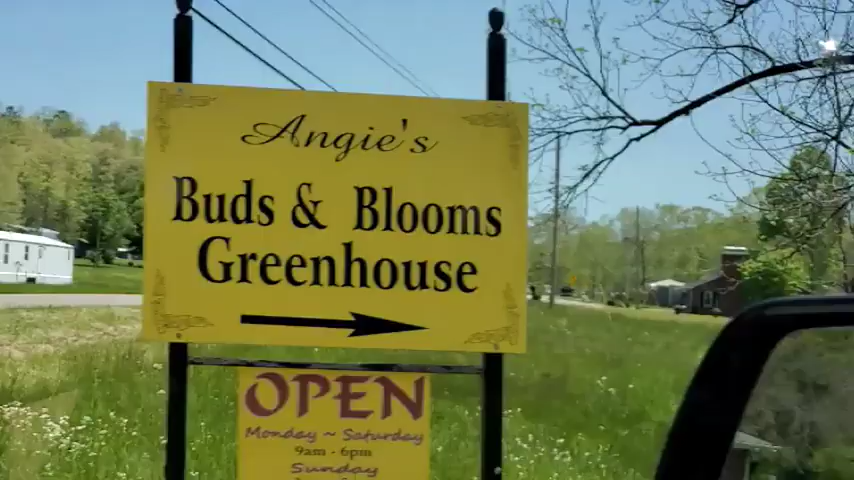 Angie's
Buds & Blooms
Greenhouse
OPEN
Monday ~ Saturday
9am - 6pm
Sunday